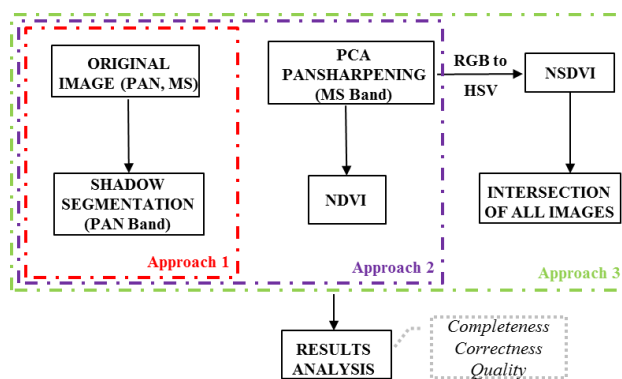 ORIGINAL
IMAGE (PAN, MS)
SHADOW
SEGMENTATION
(PAN Band)
Approach 1
PCA
PANSHARPENING
(MS Band)
NDVI
Approach 2
RGB to
HSV
NSDVI
INTERSECTION
OF ALL IMAGES
Approach 3
RESULTS
ANALYSIS
Completeness
Correctness
Quality